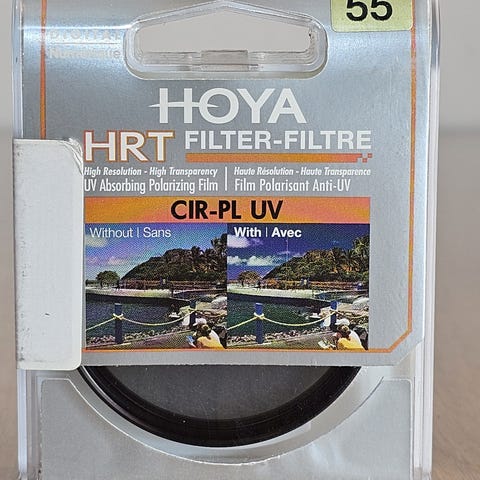 55
DIGITAL
HOYA
HRT FILTER-FILTRE
High Resolution - High Transparency | Haute Résolution - Haute Transparence
UV Absorbing Polarizing Film | Film Polarisant Anti-UV
CIR-PL UV
Without | Sans
With | Avec